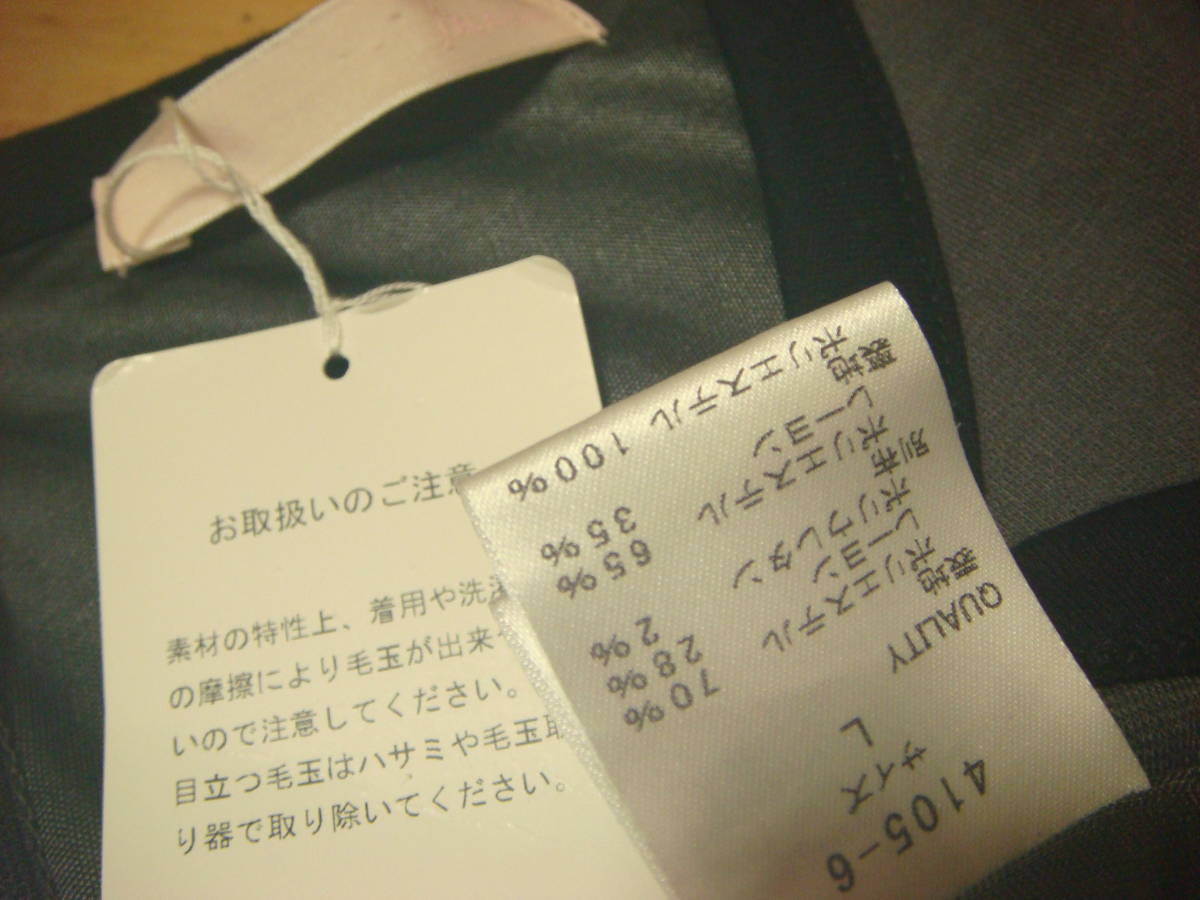 お取扱いのご注意
素材の特性上、着用や洗濯
の摩擦により毛玉が出来や
いので注意してください。
目立つ毛玉はハサミや毛玉取
り器で取り除いてください。
4105-6
サイズ
L
QUALITY
表地
ポリエステル 70%
レーヨン 28%
ポリウレタン 2%
別布
ポリエステル 65%
レーヨン 35%
裏地
ポリエステル 100%